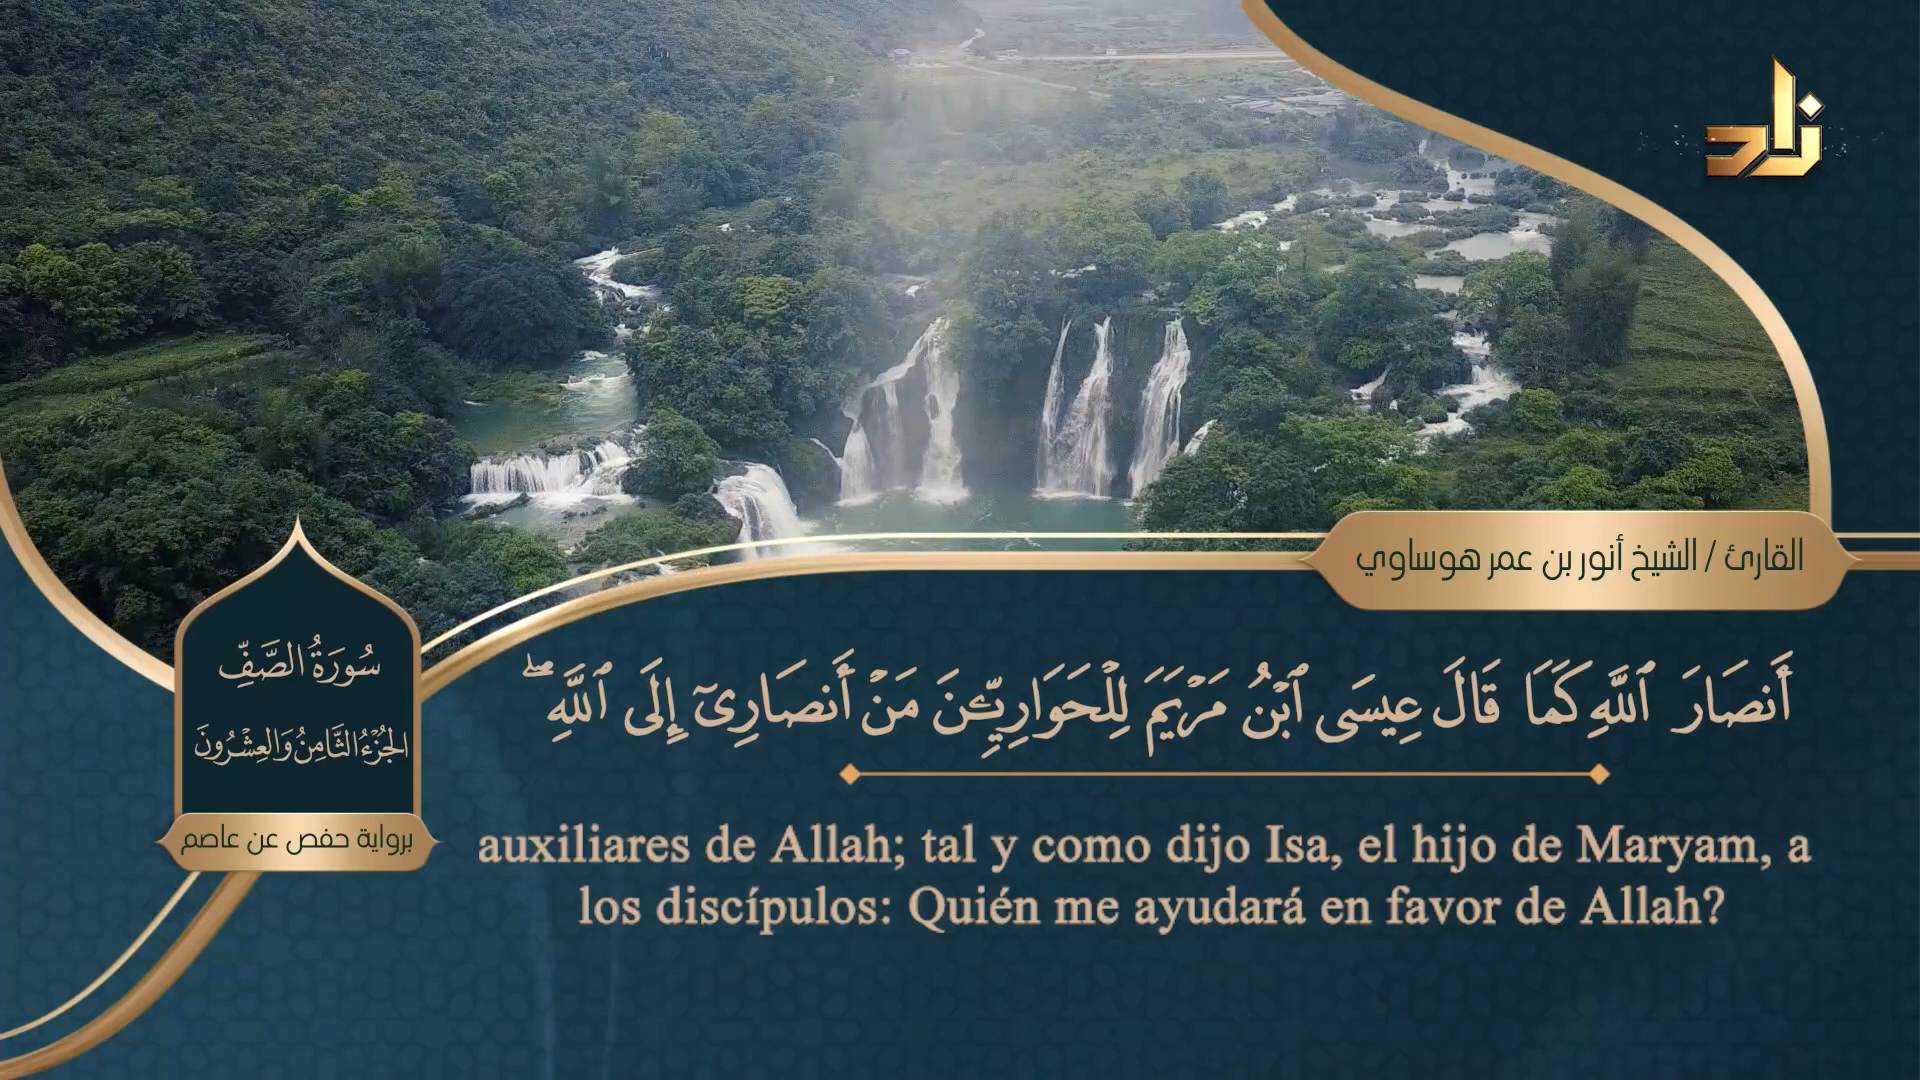 زاد
القارئ / الشيخ أنور بن عمر هوساوي
سُورَةُ الصَّفِّ
الجُزْءُ الثَّامِنُ وَالعِشْرُونَ
برواية حفص عن عاصم
أَنصَارَ ٱللَّهِ كَمَا قَالَ عِيسَى ٱبْنُ مَرْيَمَ لِلْحَوَارِيِّۦنَ مَنْ أَنصَارِىٓ إِلَى ٱللَّهِ ۖ
auxiliares de Allah; tal y como dijo Isa, el hijo de Maryam, a
los discípulos: Quién me ayudará en favor de Allah?